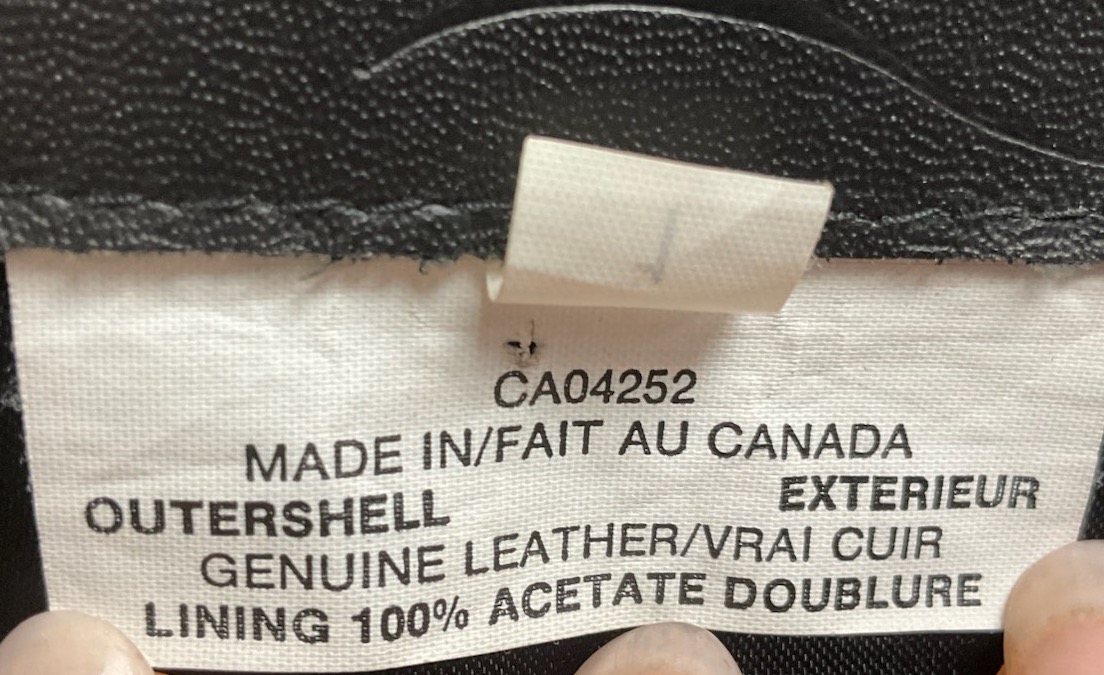 CA04252
MADE IN/FAIT AU CANADA
OUTERSHELL EXTERIEUR
GENUINE LEATHER/VRAI CUIR
LINING 100% ACETATE DOUBLURE